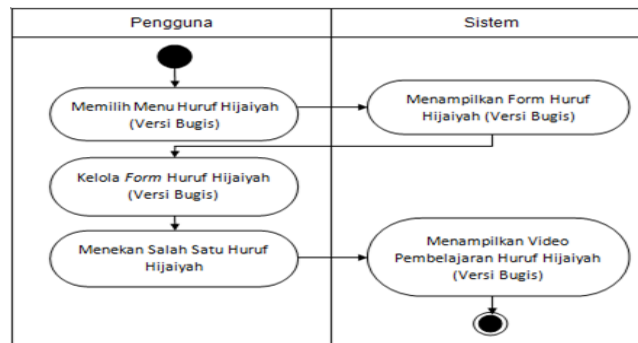 Pengguna
Sistem
Memilih Menu Huruf Hijaiyah
(Versi Bugis)
Menampilkan Form Huruf
Hijaiyah (Versi Bugis)
Kelola Form Huruf Hijaiyah
(Versi Bugis)
Menekan Salah Satu Huruf
Hijaiyah
Menampilkan Video
Pembelajaran Huruf Hijaiyah
(Versi Bugis)